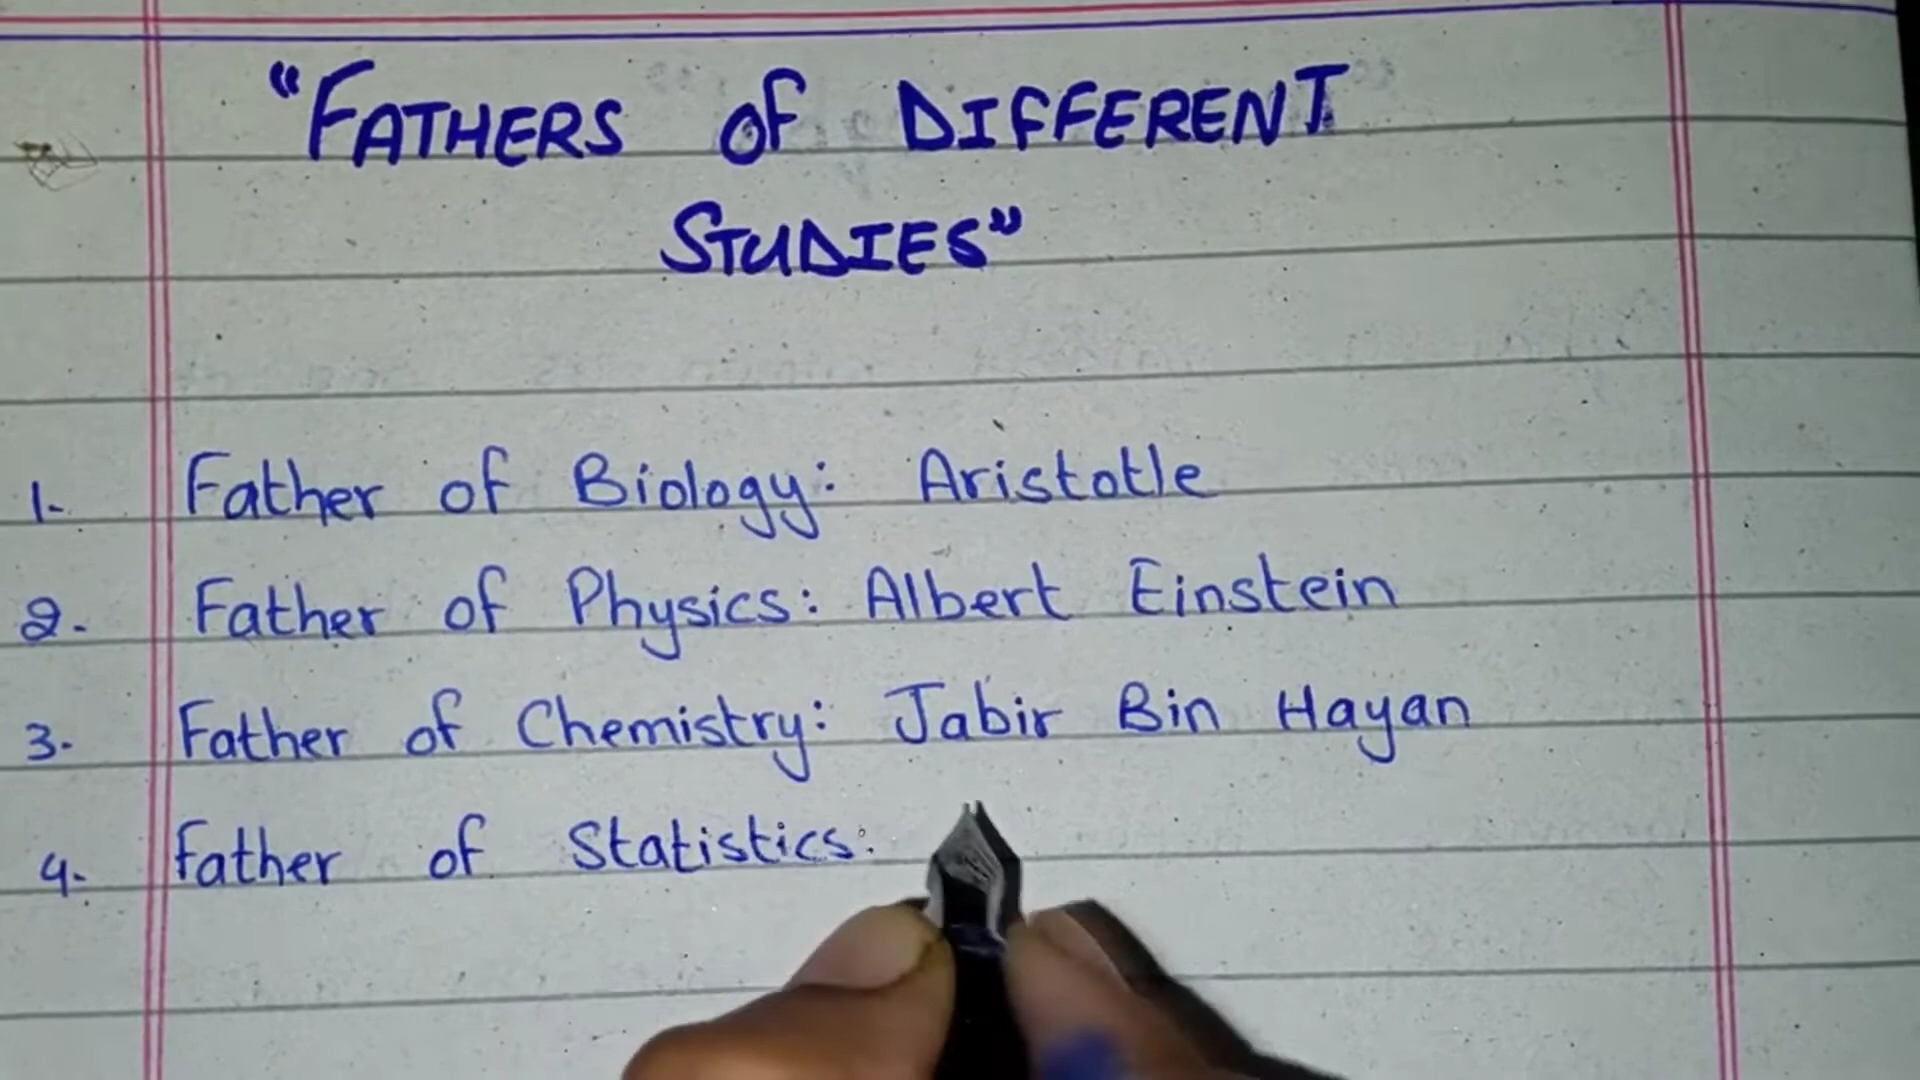 "FATHERS OF DIFFERENT
STUDIES"
1- Father of Biology: Aristotle
2- Father of Physics: Albert Einstein
3- Father of Chemistry: Jabir Bin Hayan
4- Father of Statistics: